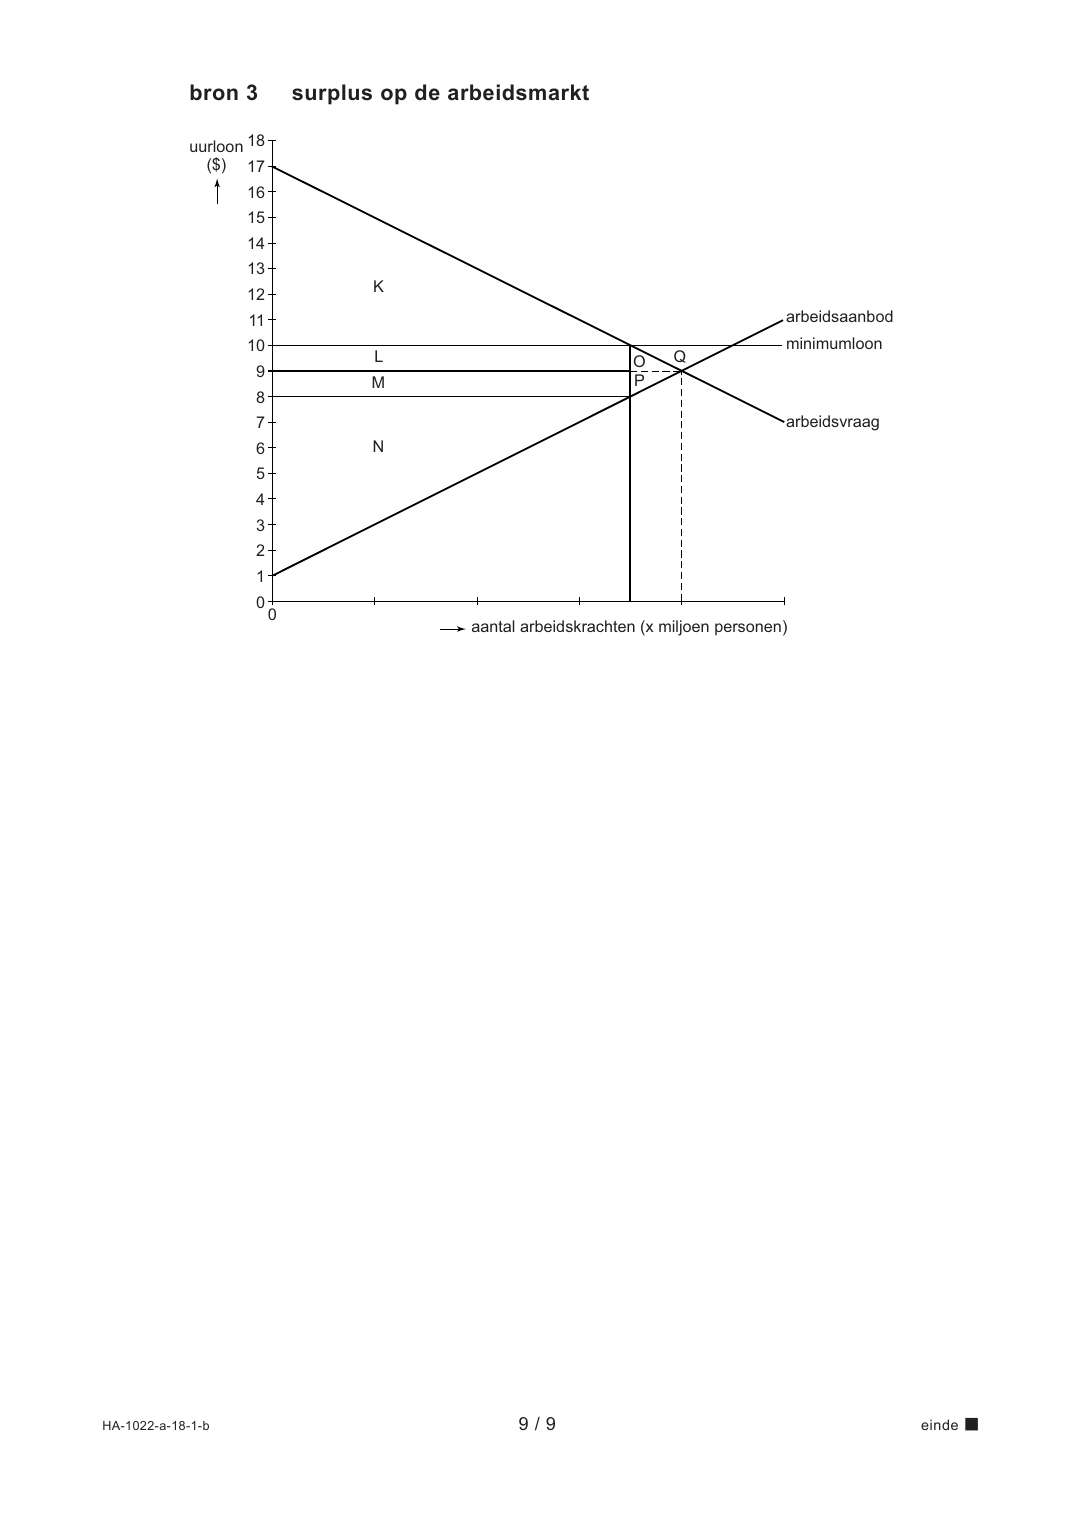 bron 3 surplus op de arbeidsmarkt
uurloon
($)
18
17
16
15
14
13
12
11
10
9
8
7
6
5
4
3
2
1
0
0
K
L
M
N
O
P
Q
arbeidsaanbod
minimumloon
arbeidsvraag
aantal arbeidskrachten (x miljoen personen)
HA-1022-a-18-1-b
9 / 9
einde